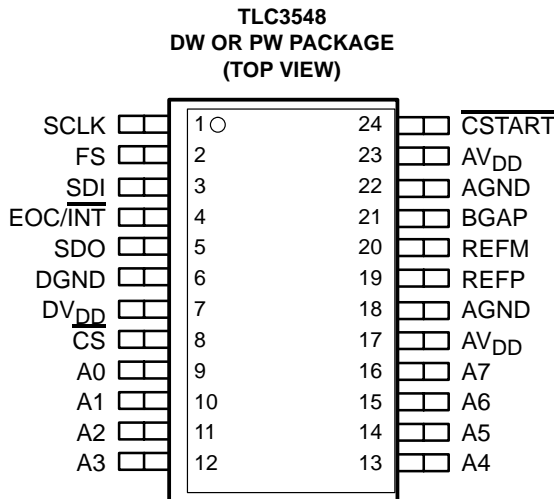 TLC3548
DW OR PW PACKAGE
(TOP VIEW)
SCLK 1 24 CSTART
FS 2 23 AVDD
SDI 3 22 AGND
EOC/INT 4 21 BGAP
SDO 5 20 REFM
DGND 6 19 REFP
DVDD 7 18 AGND
CS 8 17 AVDD
A0 9 16 A7
A1 10 15 A6
A2 11 14 A5
A3 12 13 A4